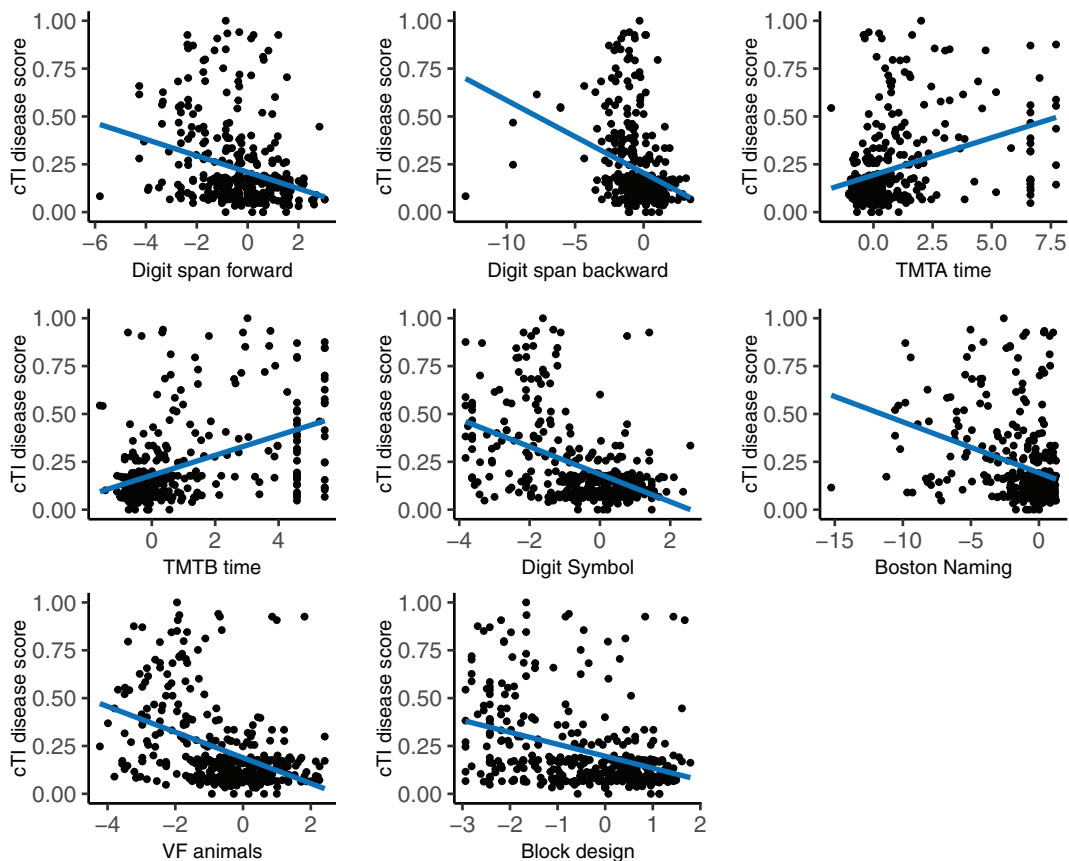 cTI disease score
1.00
0.75
0.50
0.25
0.00
−6 −4 −2 0 2
Digit span forward
cTI disease score
1.00
0.75
0.50
0.25
0.00
−10 −5 0
Digit span backward
cTI disease score
1.00
0.75
0.50
0.25
0.00
0.0 2.5 5.0 7.5
TMTA time
cTI disease score
1.00
0.75
0.50
0.25
0.00
0 2 4
TMTB time
cTI disease score
1.00
0.75
0.50
0.25
0.00
−4 −2 0 2
Digit Symbol
cTI disease score
1.00
0.75
0.50
0.25
0.00
−15 −10 −5 0
Boston Naming
cTI disease score
1.00
0.75
0.50
0.25
0.00
−4 −2 0 2
VF animals
cTI disease score
1.00
0.75
0.50
0.25
0.00
−3 −2 −1 0 1 2
Block design